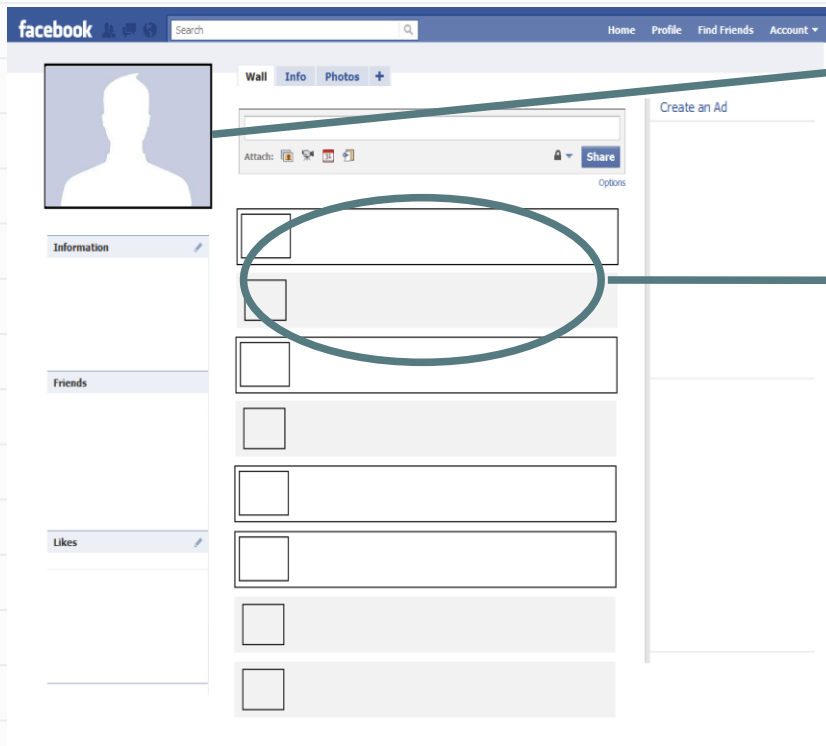 facebook Search Home Profile Find Friends Account
Wall Info Photos +
Create an Ad
Attach: 31 Share
Options
Information
Friends
Likes